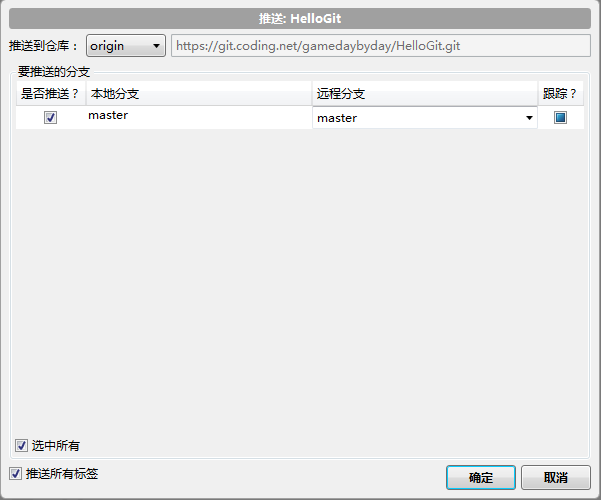 推送: HelloGit
推送到仓库： origin https://git.coding.net/gamedaybyday/HelloGit.git
要推送的分支
是否推送？ 本地分支 远程分支 跟踪？
master master
选中所有
推送所有标签
确定 取消